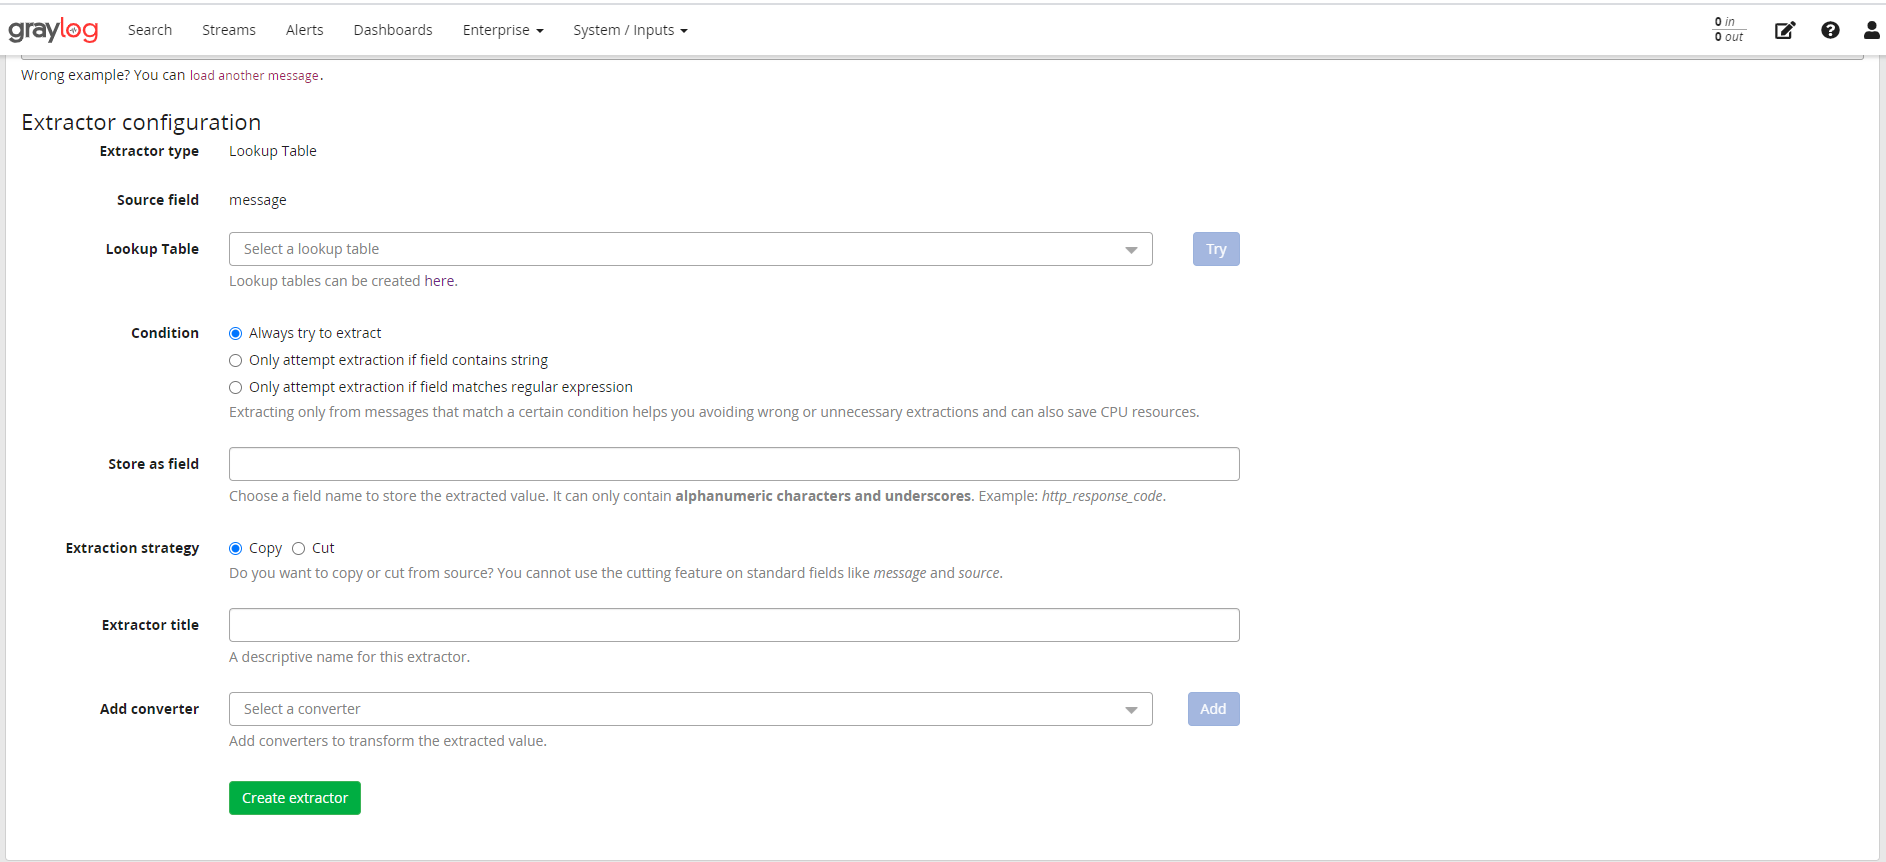 graylog Search Streams Alerts Dashboards Enterprise System / Inputs 0 in
0 out
Wrong example? You can load another message.
Extractor configuration
Extractor type Lookup Table
Source field message
Lookup Table Select a lookup table Try
Lookup tables can be created here.
Condition Always try to extract
Only attempt extraction if field contains string
Only attempt extraction if field matches regular expression
Extracting only from messages that match a certain condition helps you avoiding wrong or unnecessary extractions and can also save CPU resources.
Store as field
Choose a field name to store the extracted value. It can only contain alphanumeric characters and underscores. Example: http_response_code.
Extraction strategy Copy Cut
Do you want to copy or cut from source? You cannot use the cutting feature on standard fields like message and source.
Extractor title
A descriptive name for this extractor.
Add converter Select a converter Add
Add converters to transform the extracted value.
Create extractor